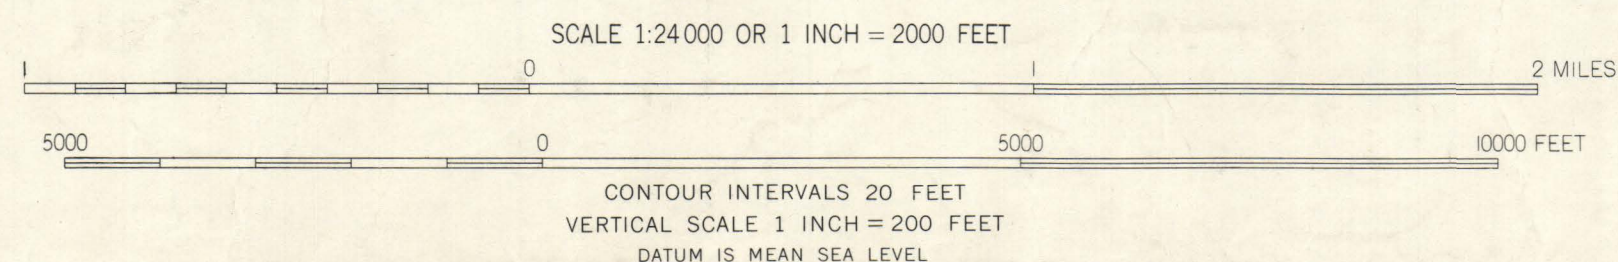 SCALE 1:24000 OR 1 INCH = 2000 FEET
1 0 1 2 MILES
5000 0 5000 10000 FEET
CONTOUR INTERVALS 20 FEET
VERTICAL SCALE 1 INCH = 200 FEET
DATUM IS MEAN SEA LEVEL